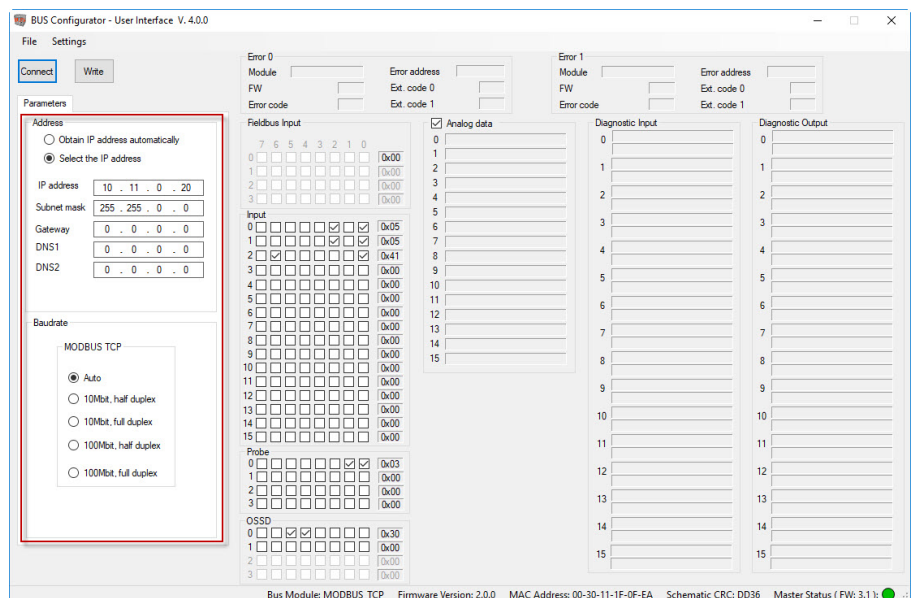 BUS Configurator - User Interface V. 4.0.0
File Settings
Connect Write
Parameters
Address
Obtain IP address automatically
Select the IP address
IP address 10 . 11 . 0 . 20
Subnet mask 255 . 255 . 0 . 0
Gateway 0 . 0 . 0 . 0
DNS1 0 . 0 . 0 . 0
DNS2 0 . 0 . 0 . 0
Baudrate
MODBUS TCP
Auto
10Mbit, half duplex
10Mbit, full duplex
100Mbit, half duplex
100Mbit, full duplex
Error 0
Module Error address
FW Ext. code 0
Error code Ext. code 1
Error 1
Module Error address
FW Ext. code 0
Error code Ext. code 1
Fieldbus Input
7 6 5 4 3 2 1 0
0 0x00
1 0x00
2 0x00
3 0x00
Input
0 0x05
1 0x05
2 0x41
3 0x00
4 0x00
5 0x00
6 0x00
7 0x00
8 0x00
9 0x00
10 0x00
11 0x00
12 0x00
13 0x00
14 0x00
15 0x00
Probe
0 0x03
1 0x00
2 0x00
3 0x00
OSSD
0 0x30
1 0x00
2 0x00
3 0x00
Analog data
0
1
2
3
4
5
6
7
8
9
10
11
12
13
14
15
Diagnostic Input
0
1
2
3
4
5
6
7
8
9
10
11
12
13
14
15
Diagnostic Output
0
1
2
3
4
5
6
7
8
9
10
11
12
13
14
15
Bus Module: MODBUS TCP Firmware Version: 2.0.0 MAC Address: 00-30-11-1F-0F-EA Schematic CRC: DD36 Master Status ( FW: 3.1 ):